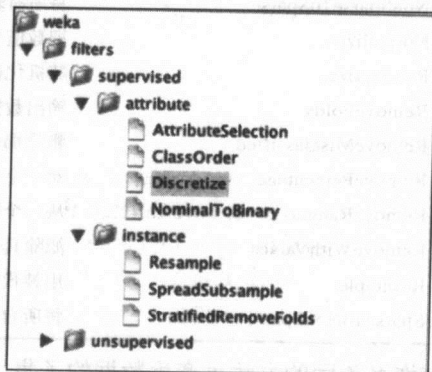 weka
filters
supervised
attribute
AttributeSelection
ClassOrder
Discretize
NominalToBinary
instance
Resample
SpreadSubsample
StratifiedRemoveFolds
unsupervised